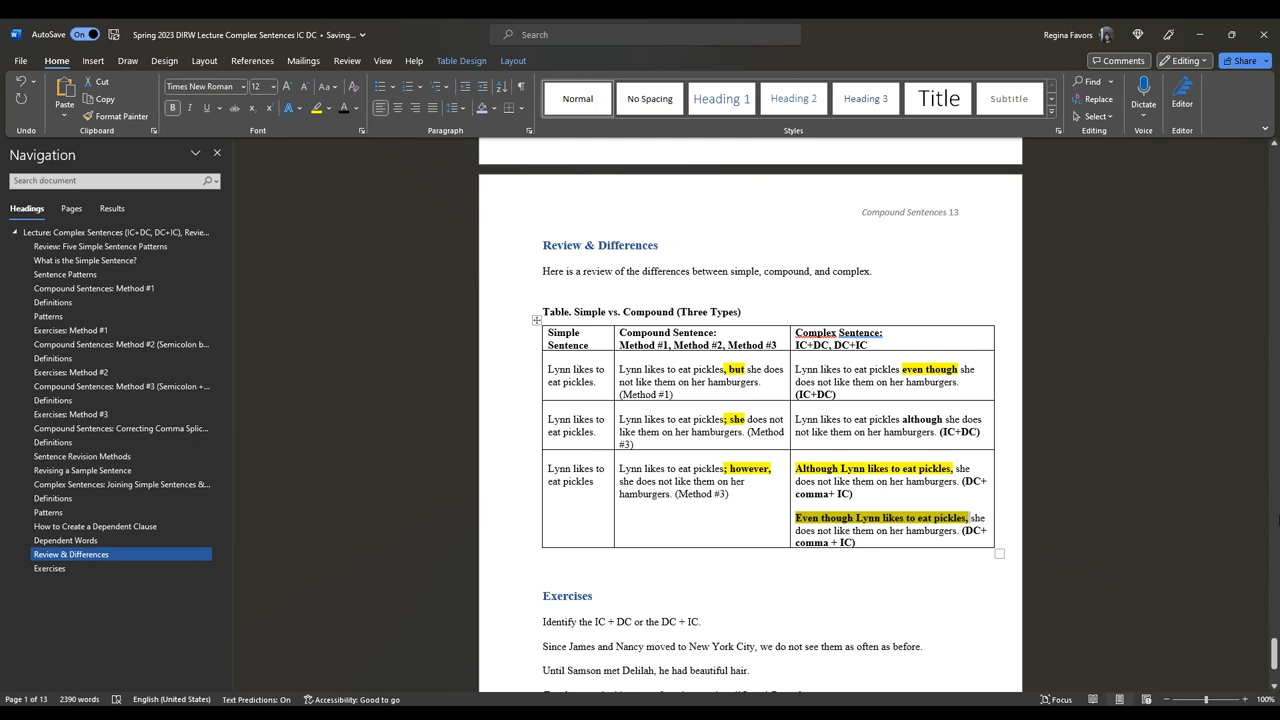 AutoSave On Spring 2023 DIRW Lecture Complex Sentences IC DC • Saving... Search Regina Favors
File Home Insert Draw Design Layout References Mailings Review View Help Table Design Layout Comments Editing Share
Undo
Paste Cut Copy Format Painter
Clipboard
Times New Roman 12
Font
Paragraph
Normal No Spacing Heading 1 Heading 2 Heading 3 Title Subtitle
Styles
Find Replace Select
Editing
Dictate
Voice
Editor
Editor
Navigation
Search document
Headings Pages Results
Lecture: Complex Sentences (IC+DC, DC+IC), Revie...
Review: Five Simple Sentence Patterns
What is the Simple Sentence?
Sentence Patterns
Compound Sentences: Method #1
Definitions
Patterns
Exercises: Method #1
Compound Sentences: Method #2 (Semicolon b...
Exercises: Method #2
Compound Sentences: Method #3 (Semicolon +...
Definitions
Exercises: Method #3
Compound Sentences: Correcting Comma Splic...
Definitions
Sentence Revision Methods
Revising a Sample Sentence
Complex Sentences: Joining Simple Sentences &...
Definitions
Patterns
How to Create a Dependent Clause
Dependent Words
Review & Differences
Exercises
Compound Sentences 13
Review & Differences
Here is a review of the differences between simple, compound, and complex.
Table. Simple vs. Compound (Three Types)
Simple
Sentence
Compound Sentence:
Method #1, Method #2, Method #3
Complex Sentence:
IC+DC, DC+IC
Lynn likes to
eat pickles.
Lynn likes to eat pickles, but she does
not like them on her hamburgers.
(Method #1)
Lynn likes to eat pickles even though she
does not like them on her hamburgers.
(IC+DC)
Lynn likes to
eat pickles.
Lynn likes to eat pickles; she does not
like them on her hamburgers. (Method
#3)
Lynn likes to eat pickles although she does
not like them on her hamburgers. (IC+DC)
Lynn likes to
eat pickles
Lynn likes to eat pickles; however,
she does not like them on her
hamburgers. (Method #3)
Although Lynn likes to eat pickles, she
does not like them on her hamburgers. (DC+
comma+ IC)
Even though Lynn likes to eat pickles, she
does not like them on her hamburgers. (DC+
comma + IC)
Exercises
Identify the IC + DC or the DC + IC.
Since James and Nancy moved to New York City, we do not see them as often as before.
Until Samson met Delilah, he had beautiful hair.
Page 1 of 13 2390 words English (United States) Text Predictions: On Accessibility: Good to go Focus 100%